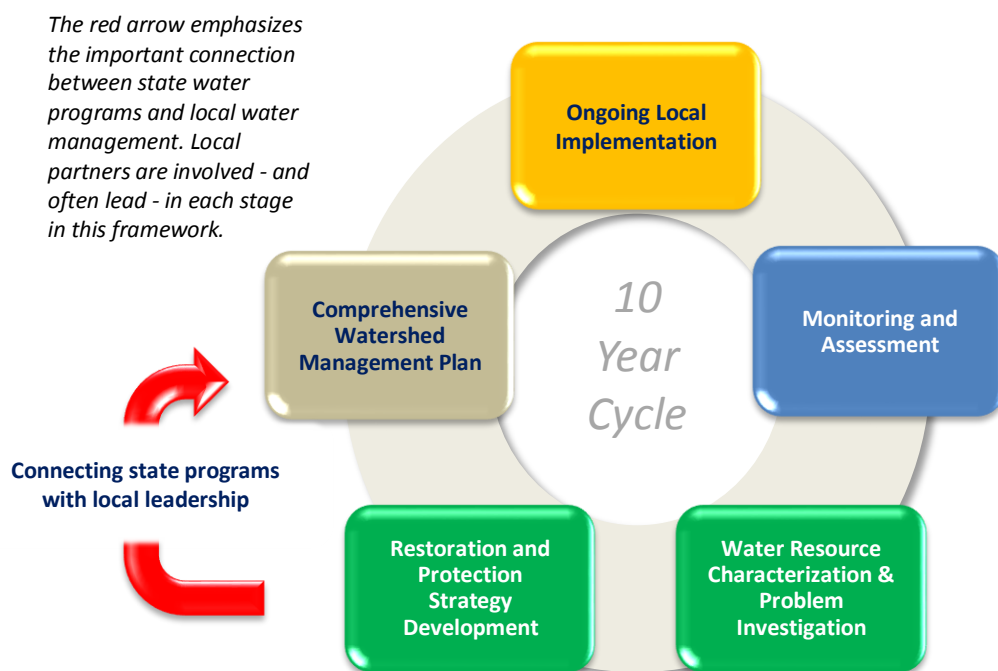 The red arrow emphasizes
the important connection
between state water
programs and local water
management. Local
partners are involved - and
often lead - in each stage
in this framework.
Ongoing Local
Implementation
Comprehensive
Watershed
Management Plan
10
Year
Cycle
Monitoring and
Assessment
Connecting state programs
with local leadership
Restoration and
Protection
Strategy
Development
Water Resource
Characterization &
Problem
Investigation